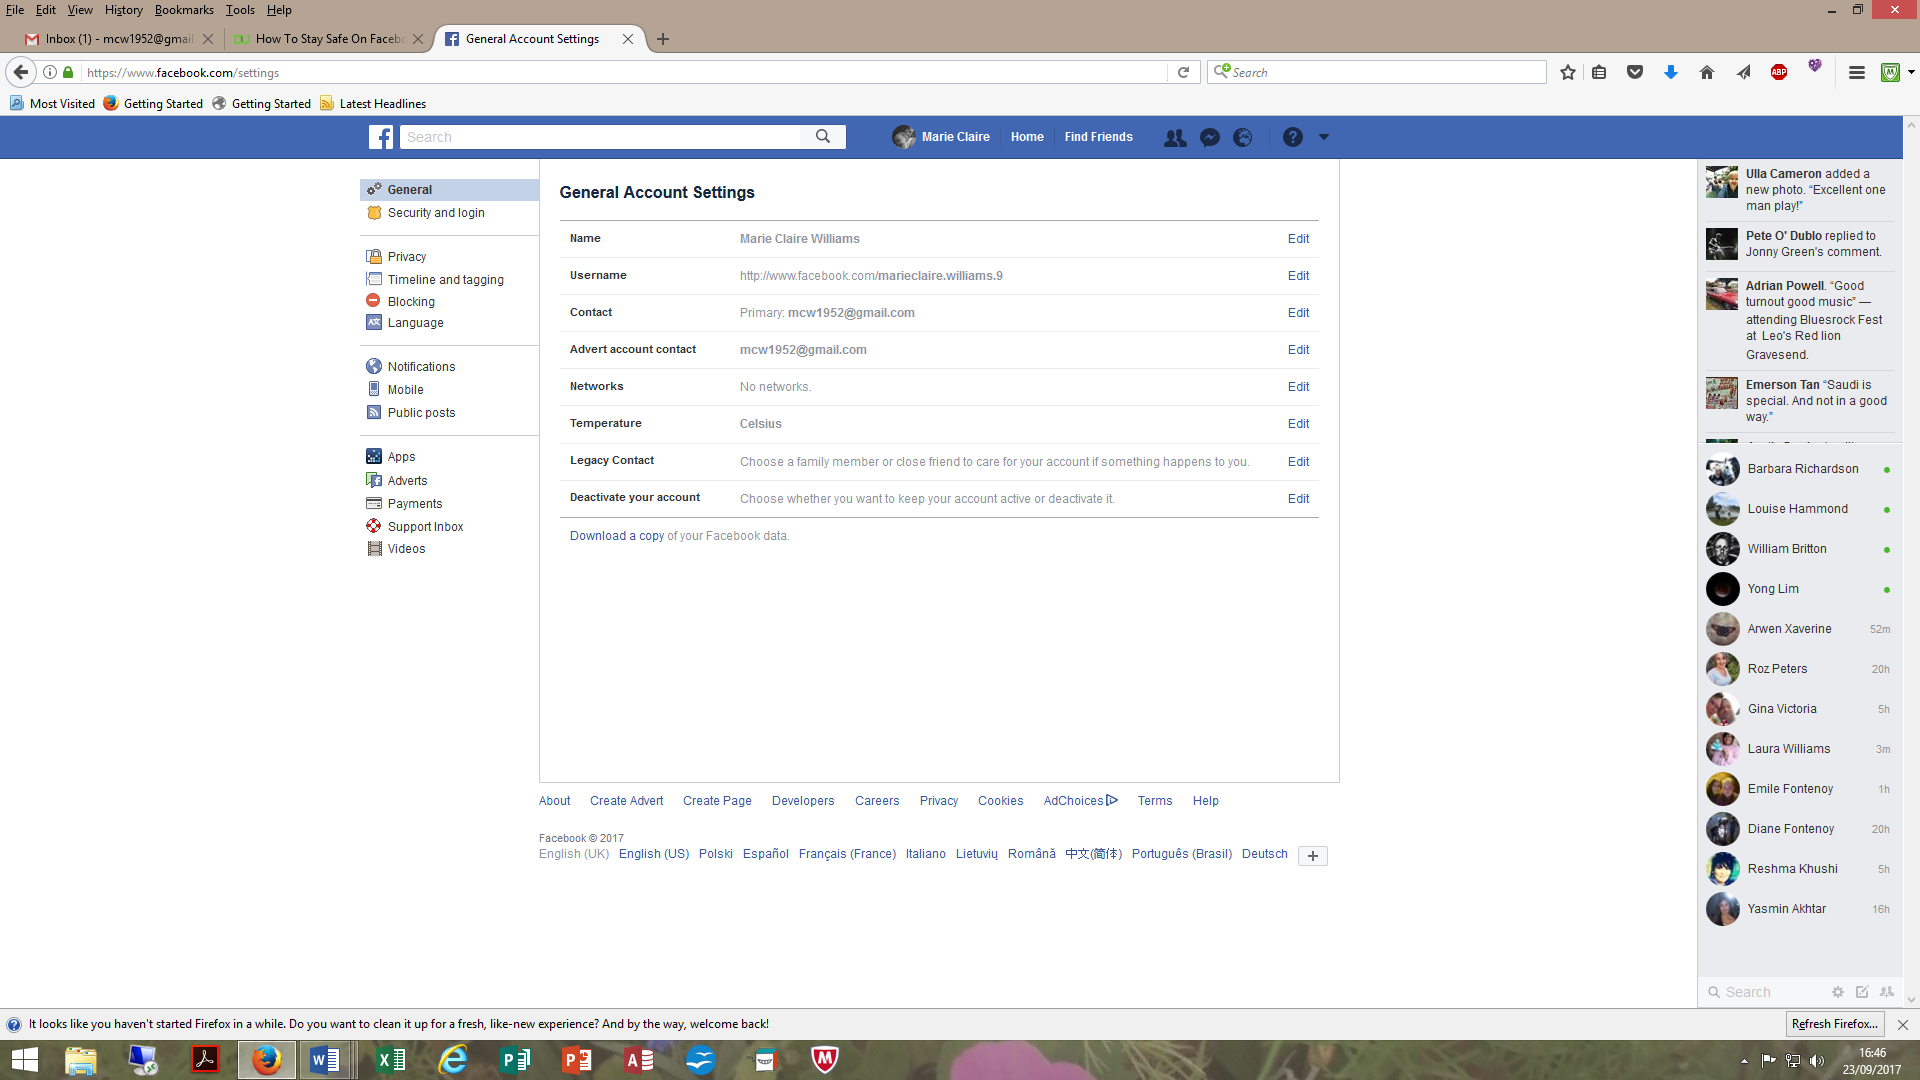 File Edit View History Bookmarks Tools Help
Inbox (1) - mcw1952@gmail. How To Stay Safe On Facebo General Account Settings
https://www.facebook.com/settings Search
Most Visited Getting Started Getting Started Latest Headlines
Search Marie Claire Home Find Friends
General
Security and login
Privacy
Timeline and tagging
Blocking
Language
Notifications
Mobile
Public posts
Apps
Adverts
Payments
Support Inbox
Videos
General Account Settings
Name Marie Claire Williams Edit
Username http://www.facebook.com/marieclaire.williams.9 Edit
Contact Primary: mcw1952@gmail.com Edit
Advert account contact mcw1952@gmail.com Edit
Networks No networks. Edit
Temperature Celsius Edit
Legacy Contact Choose a family member or close friend to care for your account if something happens to you. Edit
Deactivate your account Choose whether you want to keep your account active or deactivate it. Edit
Download a copy of your Facebook data.
About Create Advert Create Page Developers Careers Privacy Cookies AdChoices Terms Help
Facebook © 2017
English (UK) English (US) Polski Español Français (France) Italiano Lietuvių Română 中文(简体) Português (Brasil) Deutsch
Ulla Cameron added a
new photo. “Excellent one
man play!”
Pete O' Dublo replied to
Jonny Green's comment.
Adrian Powell. “Good
turnout good music” —
attending Bluesrock Fest
at Leo's Red lion
Gravesend.
Emerson Tan “Saudi is
special. And not in a good
way.”
Barbara Richardson
Louise Hammond
William Britton
Yong Lim
Arwen Xaverine 52m
Roz Peters 20h
Gina Victoria 5h
Laura Williams 3m
Emile Fontenoy 1h
Diane Fontenoy 20h
Reshma Khushi 5h
Yasmin Akhtar 16h
Search
It looks like you haven't started Firefox in a while. Do you want to clean it up for a fresh, like-new experience? And by the way, welcome back! Refresh Firefox...
16:46
23/09/2017